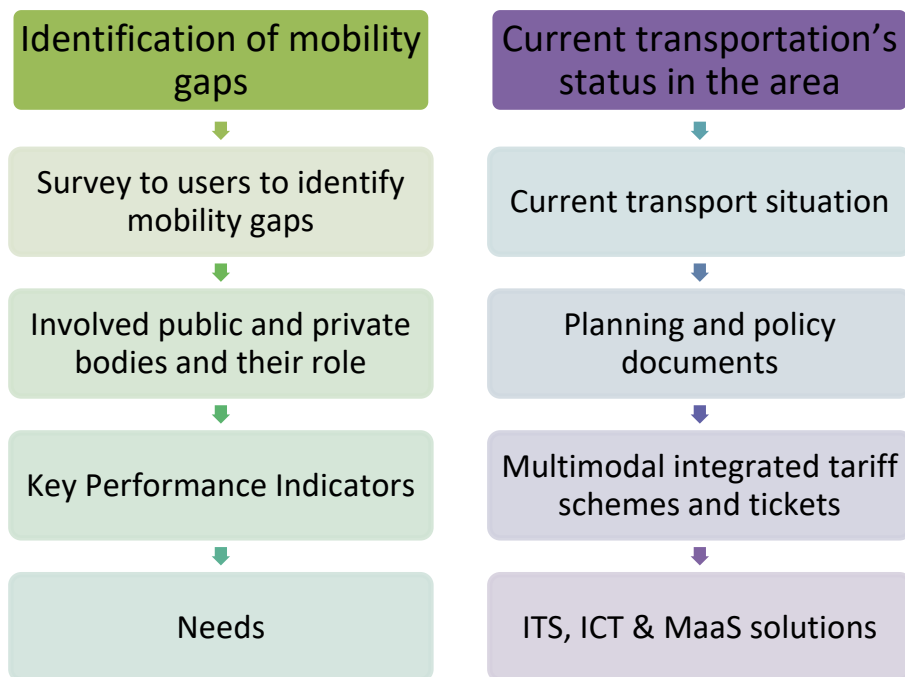 Identification of mobility
gaps
Survey to users to identify
mobility gaps
Involved public and private
bodies and their role
Key Performance Indicators
Needs
Current transportation’s
status in the area
Current transport situation
Planning and policy
documents
Multimodal integrated tariff
schemes and tickets
ITS, ICT & MaaS solutions